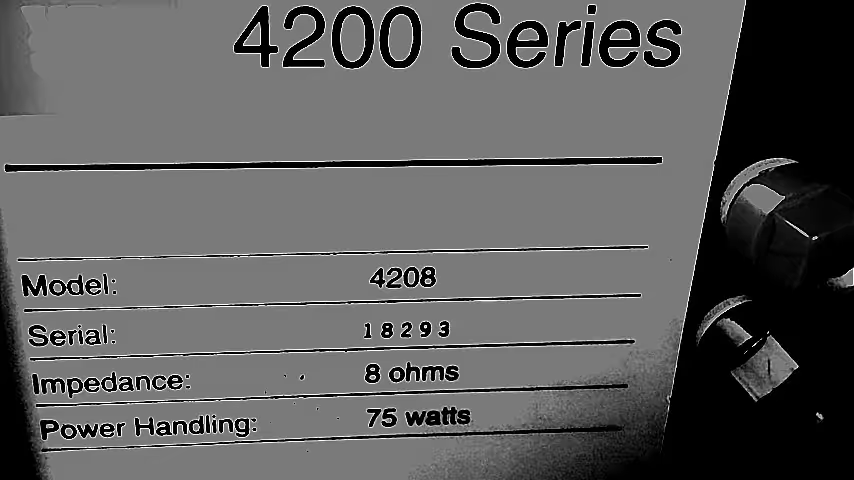 4200 Series
Model: 4208
Serial: 18293
Impedance: 8 ohms
Power Handling: 75 watts